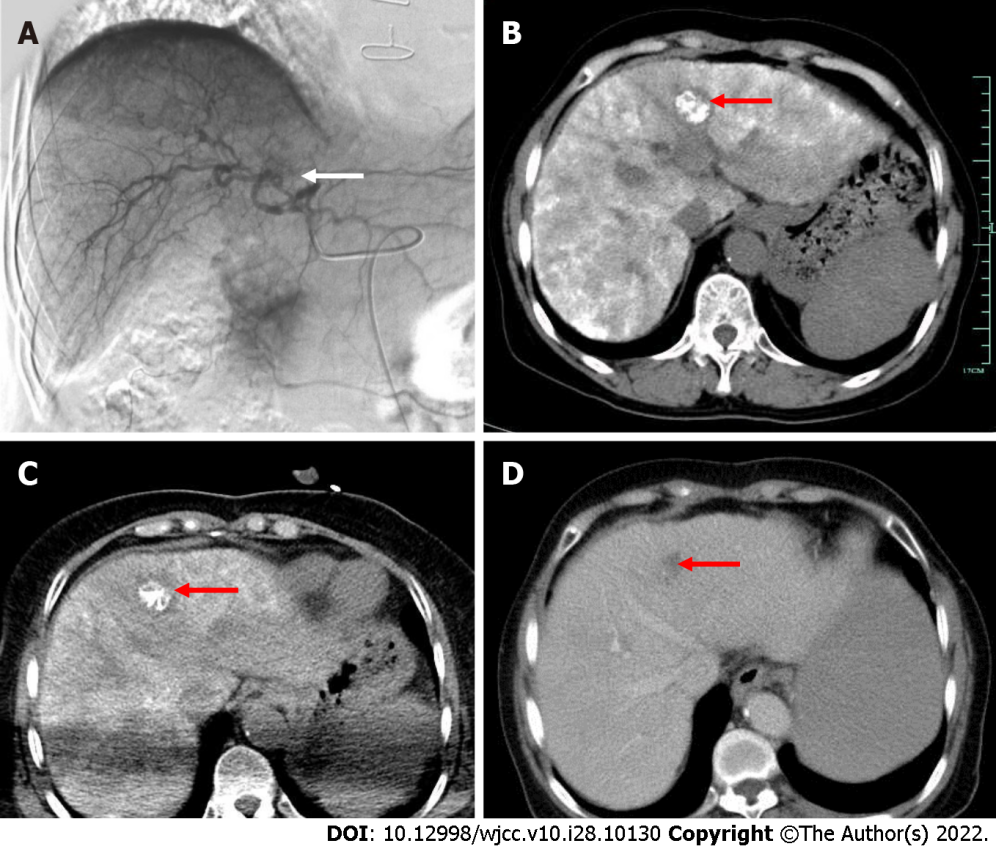 A
B
17CM
C
D
DOI: 10.12998/wjcc.v10.i28.10130 Copyright ©The Author(s) 2022.